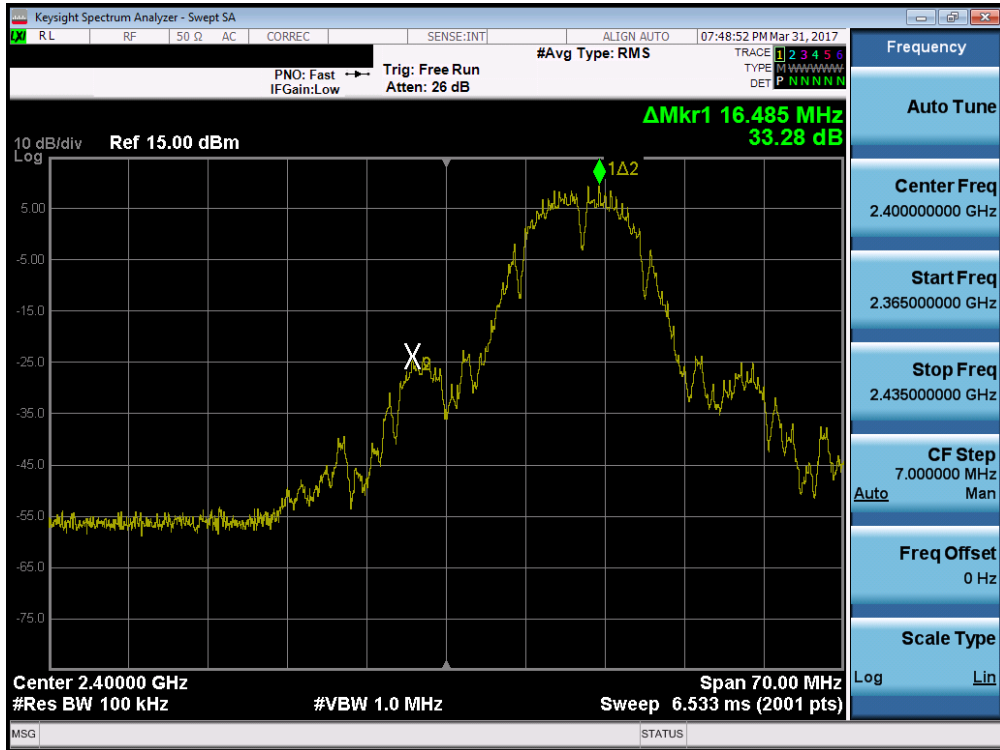 Keysight Spectrum Analyzer - Swept SA
LXI RL RF 50 Ω AC CORREC SENSE:INT ALIGN AUTO 07:48:52 PM Mar 31, 2017
PNO: Fast
IFGain:Low
Trig: Free Run
Atten: 26 dB
#Avg Type: RMS
TRACE 1 2 3 4 5 6
TYPE M WWWWW
DET P N N N N N
ΔMkr1 16.485 MHz
33.28 dB
10 dB/div Ref 15.00 dBm
Log
1Δ2
5.00
-5.00
-15.0
-25.0
X2
-35.0
-45.0
-55.0
-65.0
-75.0
Center 2.40000 GHz
Span 70.00 MHz
#Res BW 100 kHz
#VBW 1.0 MHz
Sweep 6.533 ms (2001 pts)
MSG
STATUS
Frequency
Auto Tune
Center Freq
2.400000000 GHz
Start Freq
2.365000000 GHz
Stop Freq
2.435000000 GHz
CF Step
7.000000 MHz
Auto Man
Freq Offset
0 Hz
Scale Type
Log Lin